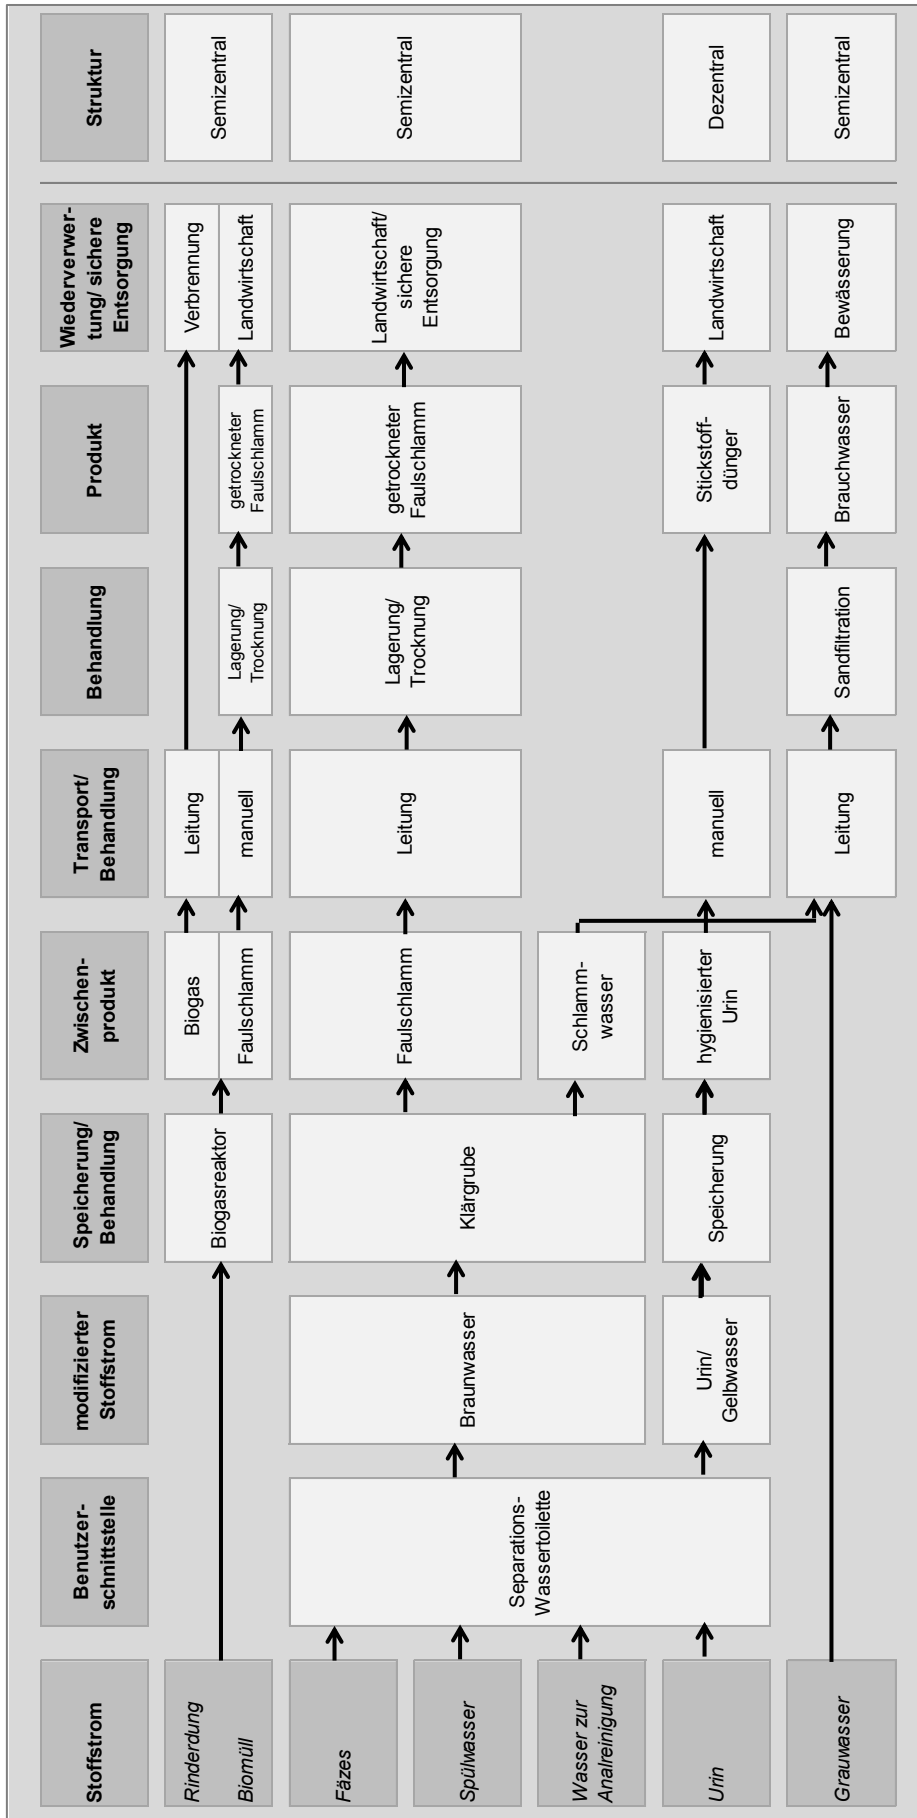 Stoffstrom
Benutzer-
schnittstelle
modifizierter
Stoffstrom
Speicherung/
Behandlung
Zwischen-
produkt
Transport/
Behandlung
Behandlung
Produkt
Wiederverwer-
tung/ sichere
Entsorgung
Struktur
Rinderdung
Biomüll
Biogasreaktor
Biogas
Faulschlamm
Leitung
manuell
Lagerung/
Trocknung
getrockneter
Faulschlamm
Verbrennung
Landwirtschaft
Semizentral
Fäzes
Spülwasser
Wasser zur
Analreinigung
Urin
Separations-
Wassertoilette
Braunwasser
Klärgrube
Faulschlamm
Leitung
Lagerung/
Trocknung
getrockneter
Faulschlamm
Landwirtschaft/
sichere
Entsorgung
Semizentral
Schlamm-
wasser
Urin/
Gelbwasser
Speicherung
hygienisierter
Urin
manuell
Stickstoff-
dünger
Landwirtschaft
Dezentral
Grauwasser
Leitung
Sandfiltration
Brauchwasser
Bewässerung
Semizentral